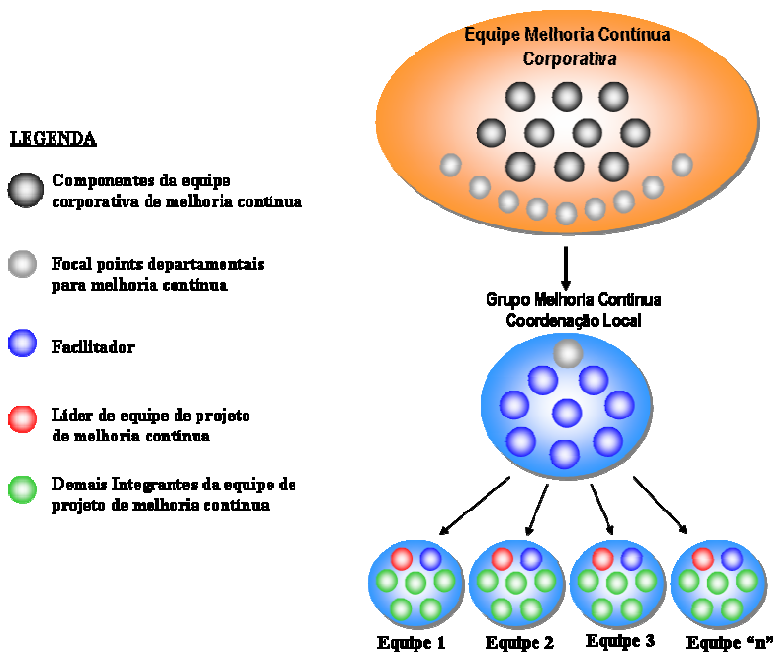 Equipe Melhoria Contínua
Corporativa
LEGENDA
Componentes da equipe
corporativa de melhoria contínua
Focal points departamentais
para melhoria contínua
Facilitador
Líder de equipe de projeto
de melhoria contínua
Demais Integrantes da equipe de
projeto de melhoria contínua
Grupo Melhoria Contínua
Coordenação Local
Equipe 1
Equipe 2
Equipe 3
Equipe “n”